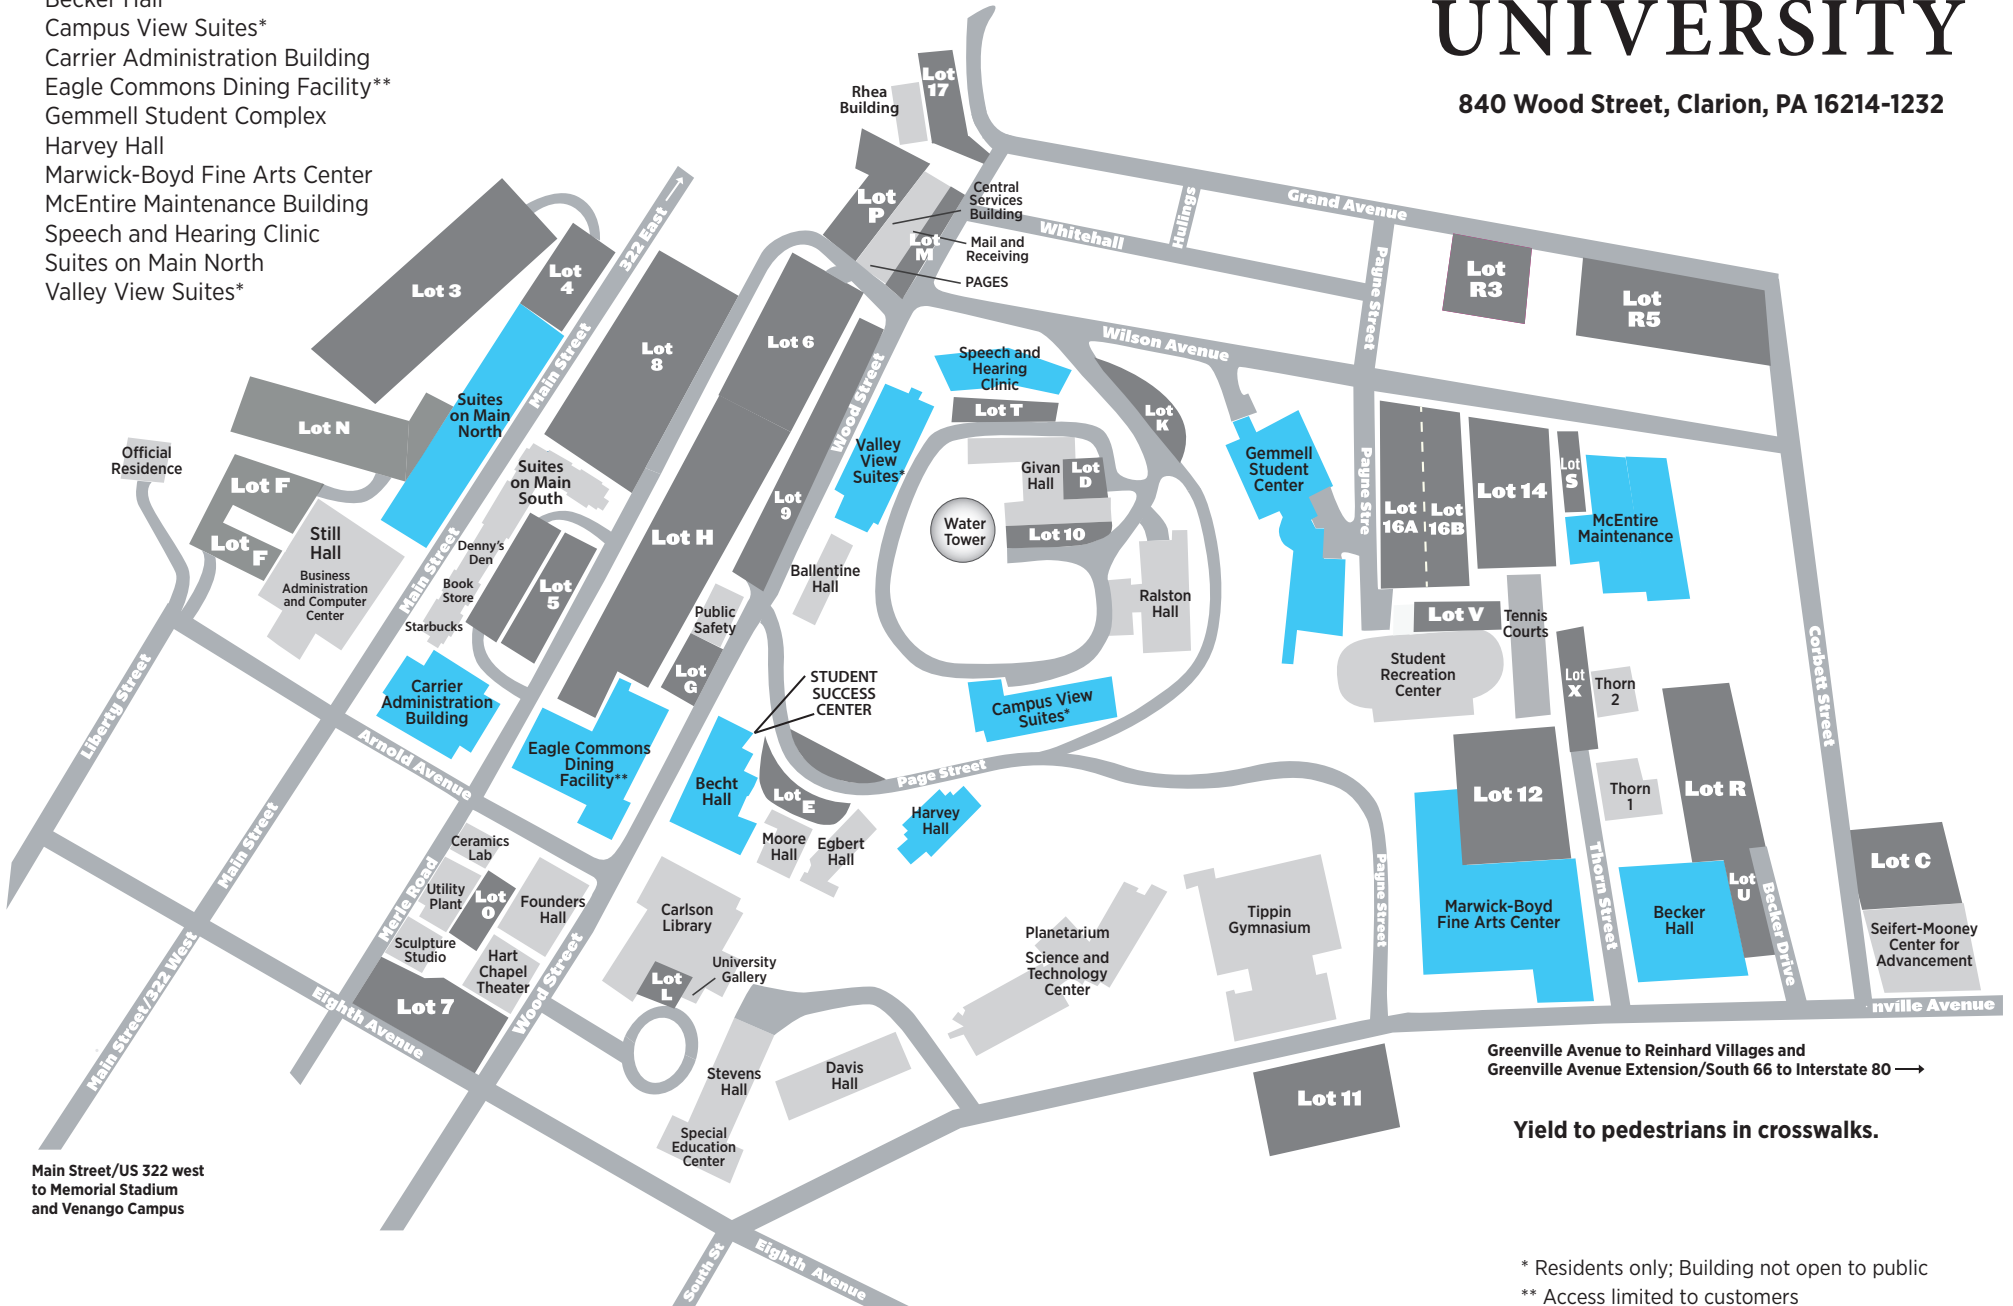 Becker Hall
Campus View Suites*
Carrier Administration Building
Eagle Commons Dining Facility**
Gemmell Student Complex
Harvey Hall
Marwick-Boyd Fine Arts Center
McEntire Maintenance Building
Speech and Hearing Clinic
Suites on Main North
Valley View Suites*
UNIVERSITY
840 Wood Street, Clarion, PA 16214-1232
Lot
17
Rhea
Building
Lot
P
Central
Services
Building
Lot
M
Mail and
Receiving
PAGES
Grand Avenue
Hulings
Whitehall
Payne Street
Lot
R3
Lot
R5
322 East
Lot 3
Lot
4
Lot
8
Lot 6
Main Street
Wood Street
Wilson Avenue
Speech and
Hearing
Clinic
Lot T
Lot
K
Suites
on Main
North
Lot N
Official
Residence
Lot F
Lot
F
Still
Hall
Business
Administration
and Computer
Center
Suites
on Main
South
Denny's
Den
Book
Store
Starbucks
Main Street
Lot
5
Lot H
Lot
9
Valley
View
Suites*
Ballentine
Hall
Public
Safety
Lot
G
Water
Tower
Givan
Hall
Lot
D
Lot 10
Ralston
Hall
Gemmell
Student
Center
Payne Stre
Lot
16A
Lot
16B
Lot 14
Lot
S
McEntire
Maintenance
Lot V
Tennis
Courts
Student
Recreation
Center
Lot
X
Thorn
2
Corbett Street
Liberty Street
Carrier
Administration
Building
Arnold Avenue
Eagle Commons
Dining
Facility**
STUDENT
SUCCESS
CENTER
Becht
Hall
Lot
E
Page Street
Campus View
Suites*
Harvey
Hall
Moore
Hall
Egbert
Hall
Lot 12
Thorn
1
Lot R
Lot C
Lot
U
Main Street
Merle Road
Ceramics
Lab
Utility
Plant
Lot
O
Founders
Hall
Sculpture
Studio
Hart
Chapel
Theater
Carlson
Library
University
Gallery
Lot
L
Planetarium
Science and
Technology
Center
Tippin
Gymnasium
Payne Street
Marwick-Boyd
Fine Arts Center
Thorn Street
Becker
Hall
Becker Drive
Seifert-Mooney
Center for
Advancement
nville Avenue
Main Street/322 West
Eighth Avenue
Lot 7
Wood Street
Stevens
Hall
Davis
Hall
Special
Education
Center
Lot 11
Greenville Avenue to Reinhard Villages and
Greenville Avenue Extension/South 66 to Interstate 80
Yield to pedestrians in crosswalks.
Main Street/US 322 west
to Memorial Stadium
and Venango Campus
South St
Eighth Avenue
* Residents only; Building not open to public
** Access limited to customers